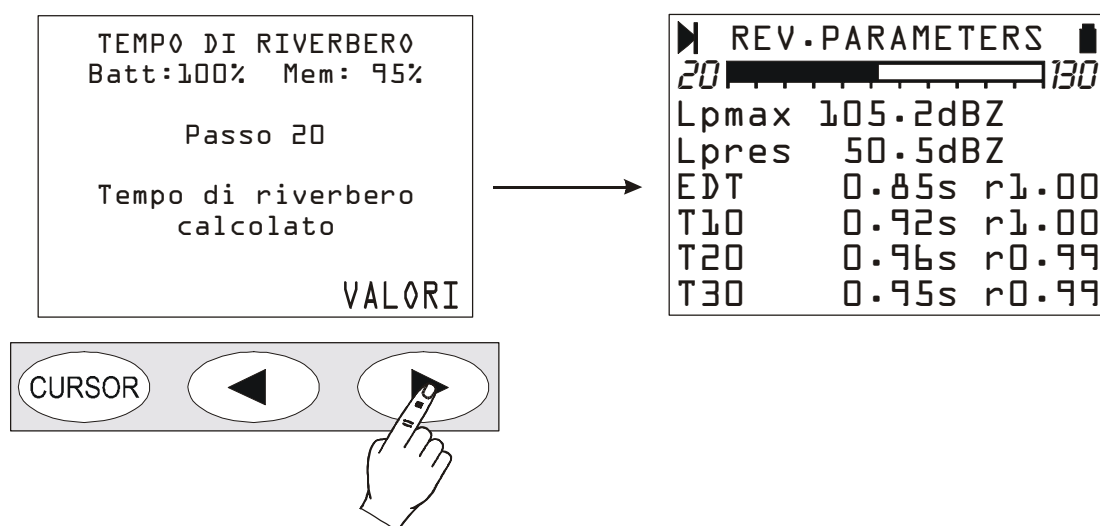 TEMPO DI RIVERBERO
Batt:100% Mem: 95%
Passo 20
Tempo di riverbero
calcolato
VALORI
CURSOR
REV.PARAMETERS
20 130
Lpmax 105.2dBZ
Lpres 50.5dBZ
EDT 0.85s r1.00
T10 0.92s r1.00
T20 0.96s r0.99
T30 0.95s r0.99